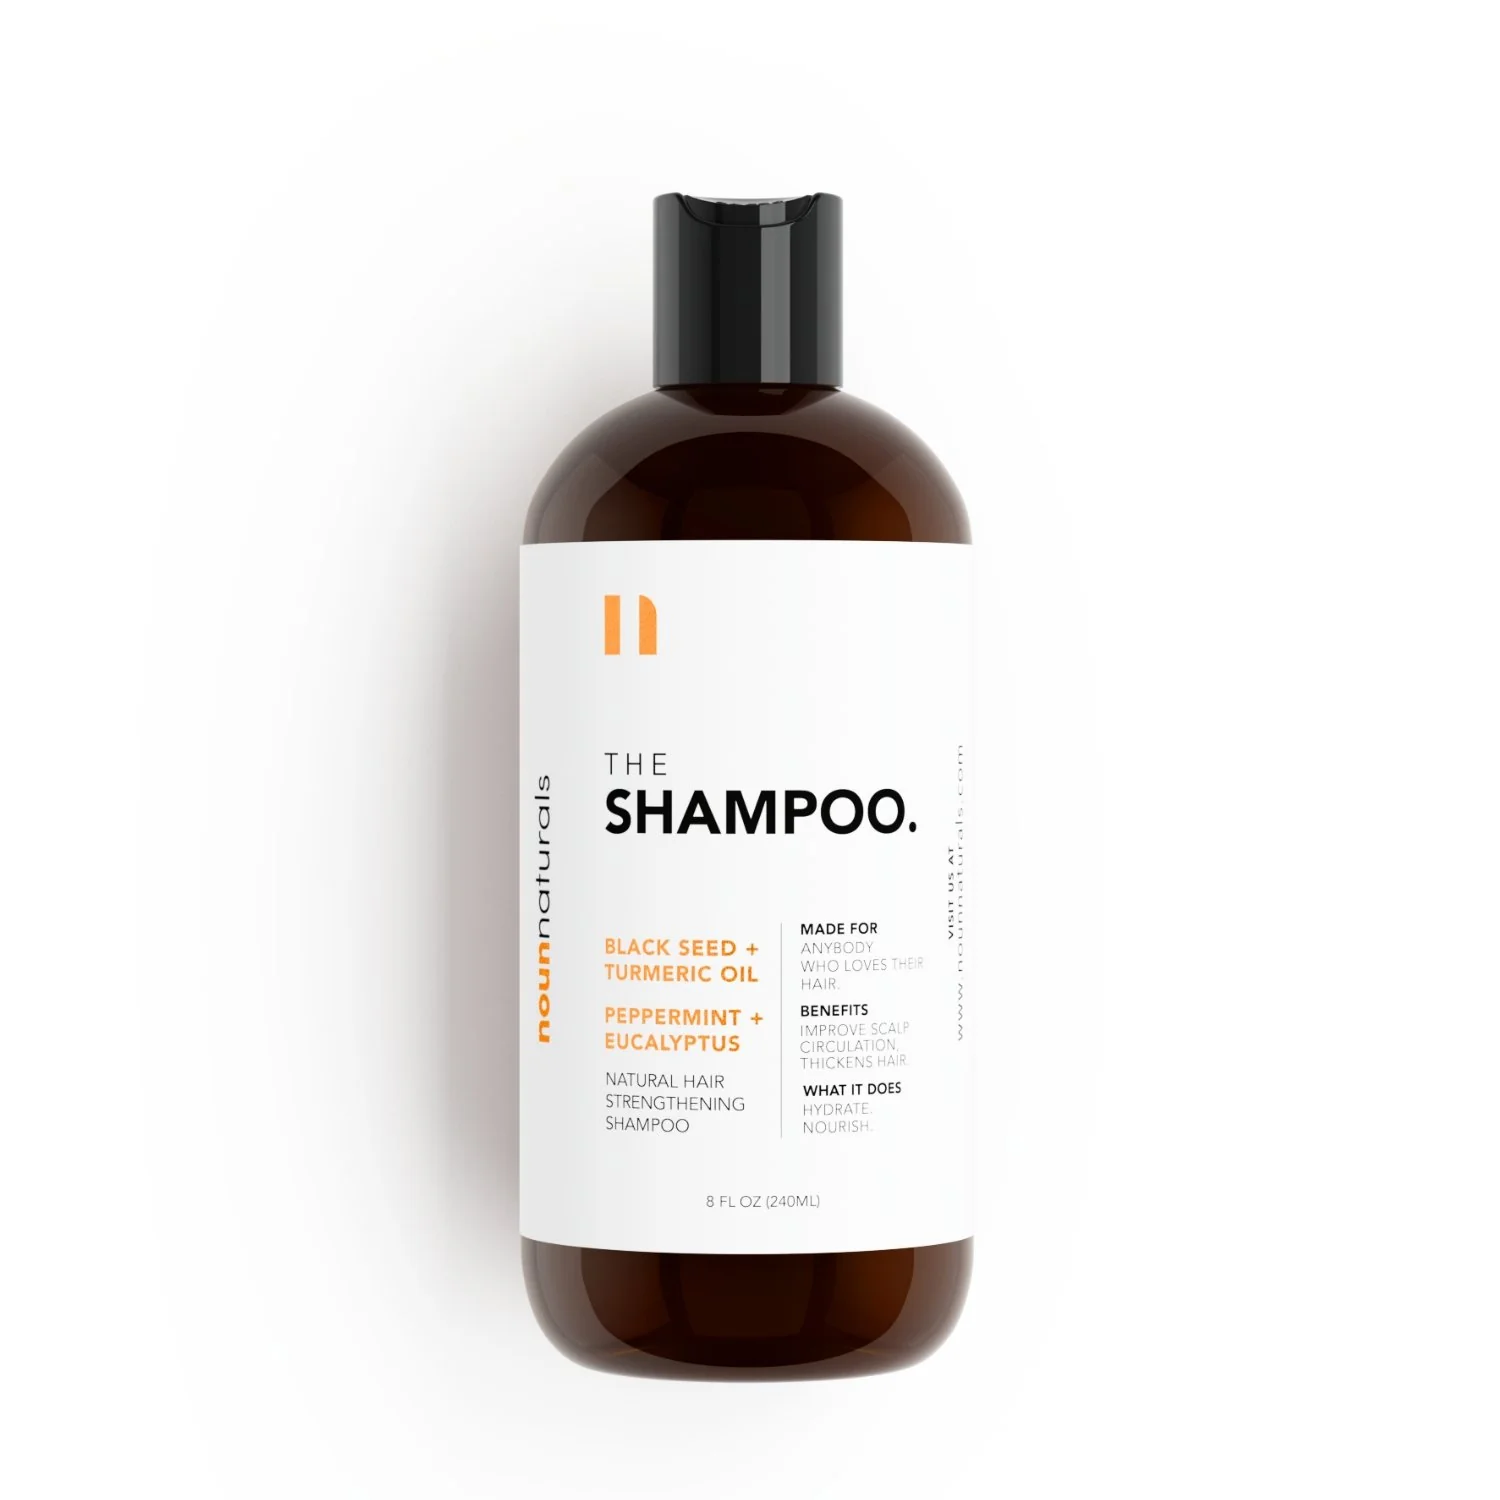 n
THE
SHAMPOO.
nounnaturals
BLACK SEED +
TURMERIC OIL
PEPPERMINT +
EUCALYPTUS
NATURAL HAIR
STRENGTHENING
SHAMPOO
MADE FOR
ANYBODY
WHO LOVES THEIR
HAIR.
BENEFITS
IMPROVE SCALP
CIRCULATION,
THICKENS HAIR.
WHAT IT DOES
HYDRATE.
NOURISH.
VISIT US AT
www.nounnaturals.com
8 FL OZ (240ML)